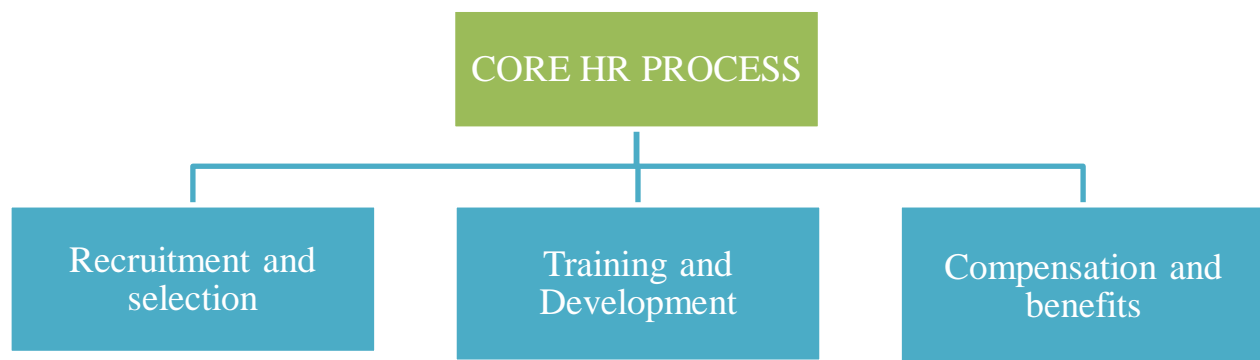 CORE HR PROCESS
Recruitment and
selection
Training and
Development
Compensation and
benefits